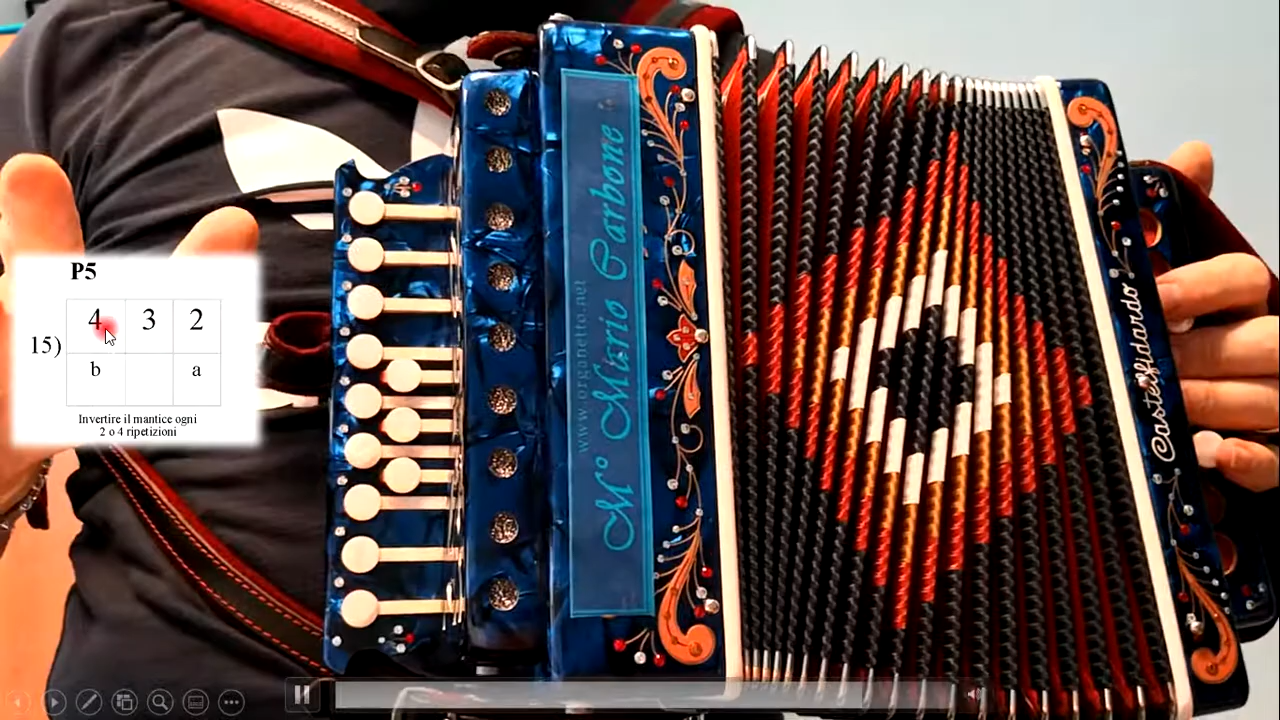 P5
4 3 2
15)
b a
Invertire il mantice ogni
2 o 4 ripetizioni
M° Mario Carbone
www.organetto.net
Castelfidardo